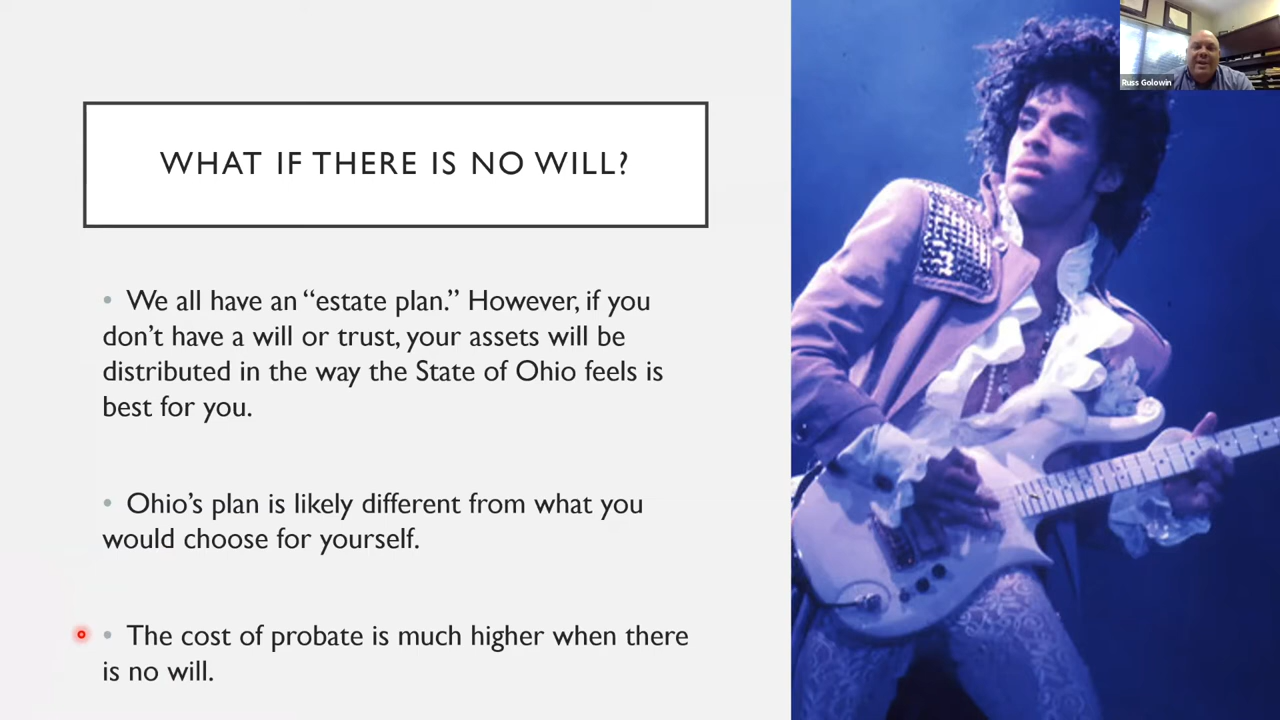 Russ Golowin
WHAT IF THERE IS NO WILL?
• We all have an “estate plan.” However, if you
don’t have a will or trust, your assets will be
distributed in the way the State of Ohio feels is
best for you.
• Ohio’s plan is likely different from what you
would choose for yourself.
• The cost of probate is much higher when there
is no will.